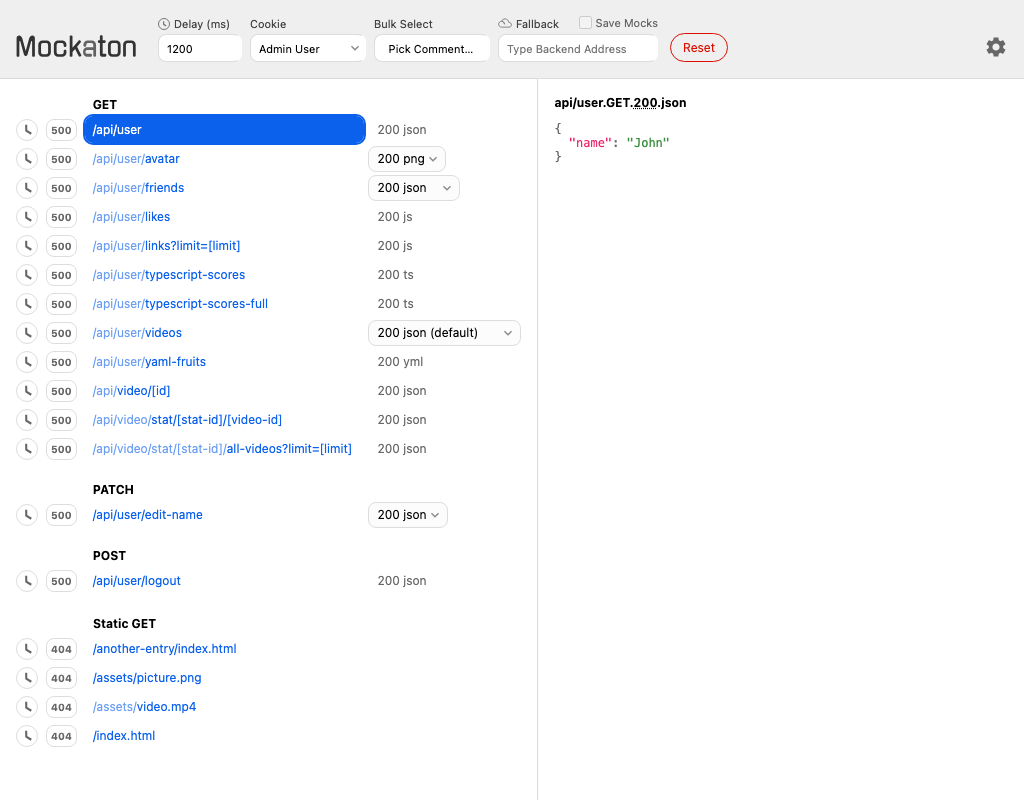 Mockaton
Delay (ms)
1200
Cookie
Admin User
Bulk Select
Pick Comment...
Fallback
Save Mocks
Type Backend Address
Reset
GET
500 /api/user 200 json
500 /api/user/avatar 200 png
500 /api/user/friends 200 json
500 /api/user/likes 200 js
500 /api/user/links?limit=[limit] 200 js
500 /api/user/typescript-scores 200 ts
500 /api/user/typescript-scores-full 200 ts
500 /api/user/videos 200 json (default)
500 /api/user/yaml-fruits 200 yml
500 /api/video/[id] 200 json
500 /api/video/stat/[stat-id]/[video-id] 200 json
500 /api/video/stat/[stat-id]/all-videos?limit=[limit] 200 json
PATCH
500 /api/user/edit-name 200 json
POST
500 /api/user/logout 200 json
Static GET
404 /another-entry/index.html
404 /assets/picture.png
404 /assets/video.mp4
404 /index.html
api/user.GET.200.json
{
"name": "John"
}